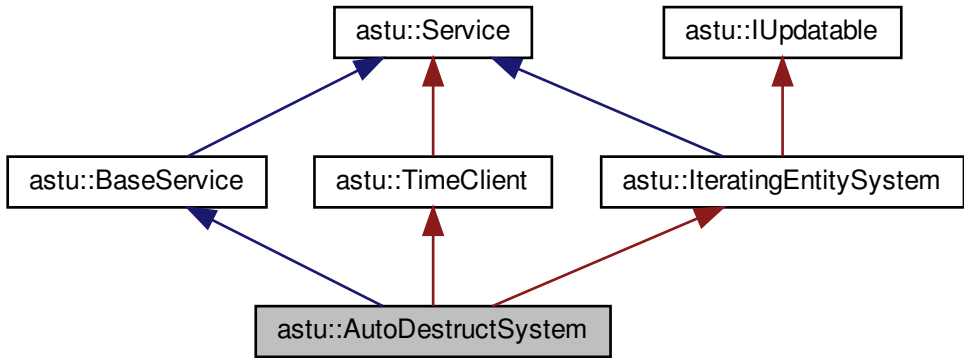 astu::Service
astu::IUpdatable
astu::BaseService
astu::TimeClient
astu::IteratingEntitySystem
astu::AutoDestructSystem